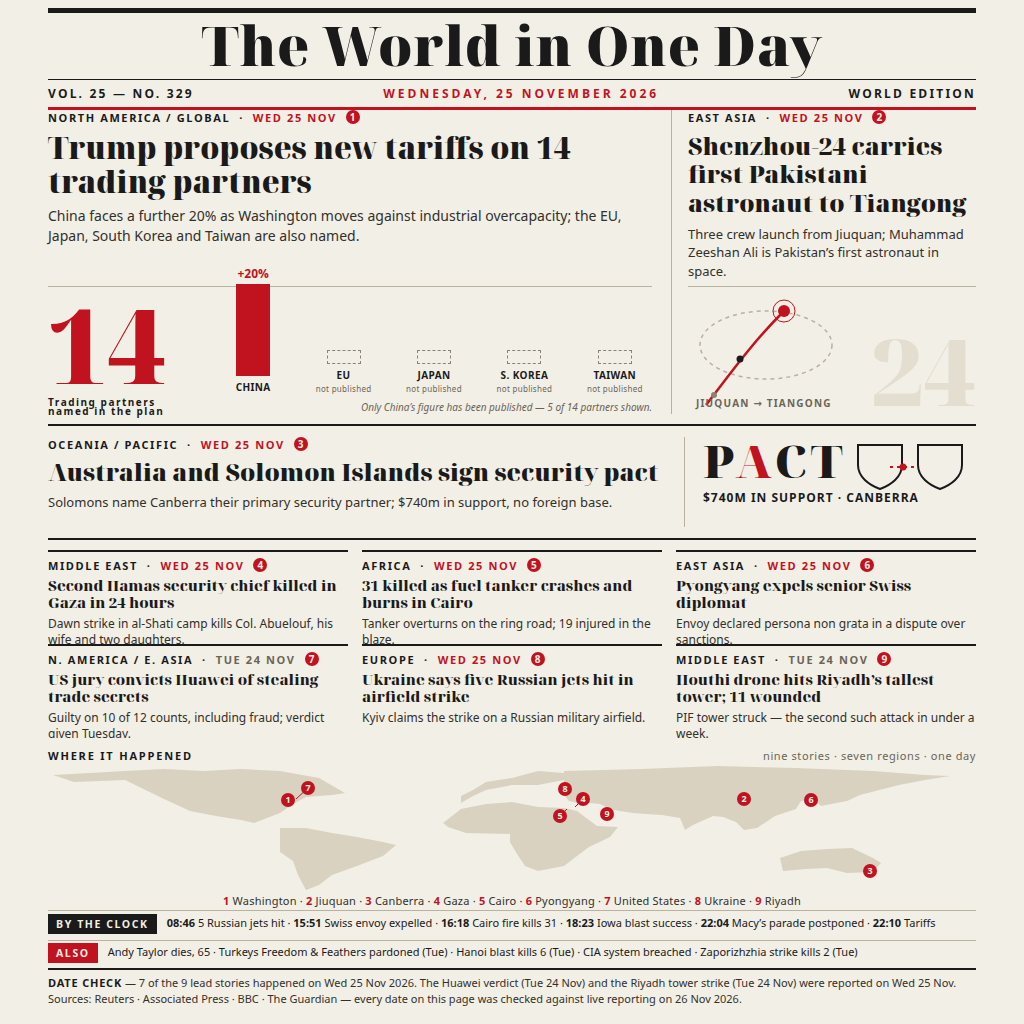 The World in One Day
VOL. 25 — NO. 329
WEDNESDAY, 25 NOVEMBER 2026
WORLD EDITION
NORTH AMERICA / GLOBAL · WED 25 NOV 1
Trump proposes new tariffs on 14
trading partners
China faces a further 20% as Washington moves against industrial overcapacity; the EU,
Japan, South Korea and Taiwan are also named.
14
Trading partners
named in the plan
+20%
CHINA
EU
not published
JAPAN
not published
S. KOREA
not published
TAIWAN
not published
Only China's figure has been published — 5 of 14 partners shown.
EAST ASIA · WED 25 NOV 2
Shenzhou-24 carries
first Pakistani
astronaut to Tiangong
Three crew launch from Jiuquan; Muhammad
Zeeshan Ali is Pakistan's first astronaut in
space.
24
JIUQUAN → TIANGONG
OCEANIA / PACIFIC · WED 25 NOV 3
Australia and Solomon Islands sign security pact
Solomons name Canberra their primary security partner; $740m in support, no foreign base.
PACT
$740M IN SUPPORT · CANBERRA
MIDDLE EAST · WED 25 NOV 4
Second Hamas security chief killed in
Gaza in 24 hours
Dawn strike in al-Shati camp kills Col. Abuelouf, his
wife and two daughters.
AFRICA · WED 25 NOV 5
31 killed as fuel tanker crashes and
burns in Cairo
Tanker overturns on the ring road; 19 injured in the
blaze.
EAST ASIA · WED 25 NOV 6
Pyongyang expels senior Swiss
diplomat
Envoy declared persona non grata in a dispute over
sanctions.
N. AMERICA / E. ASIA · TUE 24 NOV 7
US jury convicts Huawei of stealing
trade secrets
Guilty on 10 of 12 counts, including fraud; verdict
given Tuesday.
EUROPE · WED 25 NOV 8
Ukraine says five Russian jets hit in
airfield strike
Kyiv claims the strike on a Russian military airfield.
MIDDLE EAST · TUE 24 NOV 9
Houthi drone hits Riyadh's tallest
tower; 11 wounded
PIF tower struck — the second such attack in under a
week.
WHERE IT HAPPENED
nine stories · seven regions · one day
1
7
8
4
5
9
2
6
3
1 Washington · 2 Jiuquan · 3 Canberra · 4 Gaza · 5 Cairo · 6 Pyongyang · 7 United States · 8 Ukraine · 9 Riyadh
BY THE CLOCK 08:46 5 Russian jets hit · 15:51 Swiss envoy expelled · 16:18 Cairo fire kills 31 · 18:23 Iowa blast success · 22:04 Macy's parade postponed · 22:10 Tariffs
ALSO Andy Taylor dies, 65 · Turkeys Freedom & Feathers pardoned (Tue) · Hanoi blast kills 6 (Tue) · CIA system breached · Zaporizhzhia strike kills 2 (Tue)
DATE CHECK — 7 of the 9 lead stories happened on Wed 25 Nov 2026. The Huawei verdict (Tue 24 Nov) and the Riyadh tower strike (Tue 24 Nov) were reported on Wed 25 Nov.
Sources: Reuters · Associated Press · BBC · The Guardian — every date on this page was checked against live reporting on 26 Nov 2026.